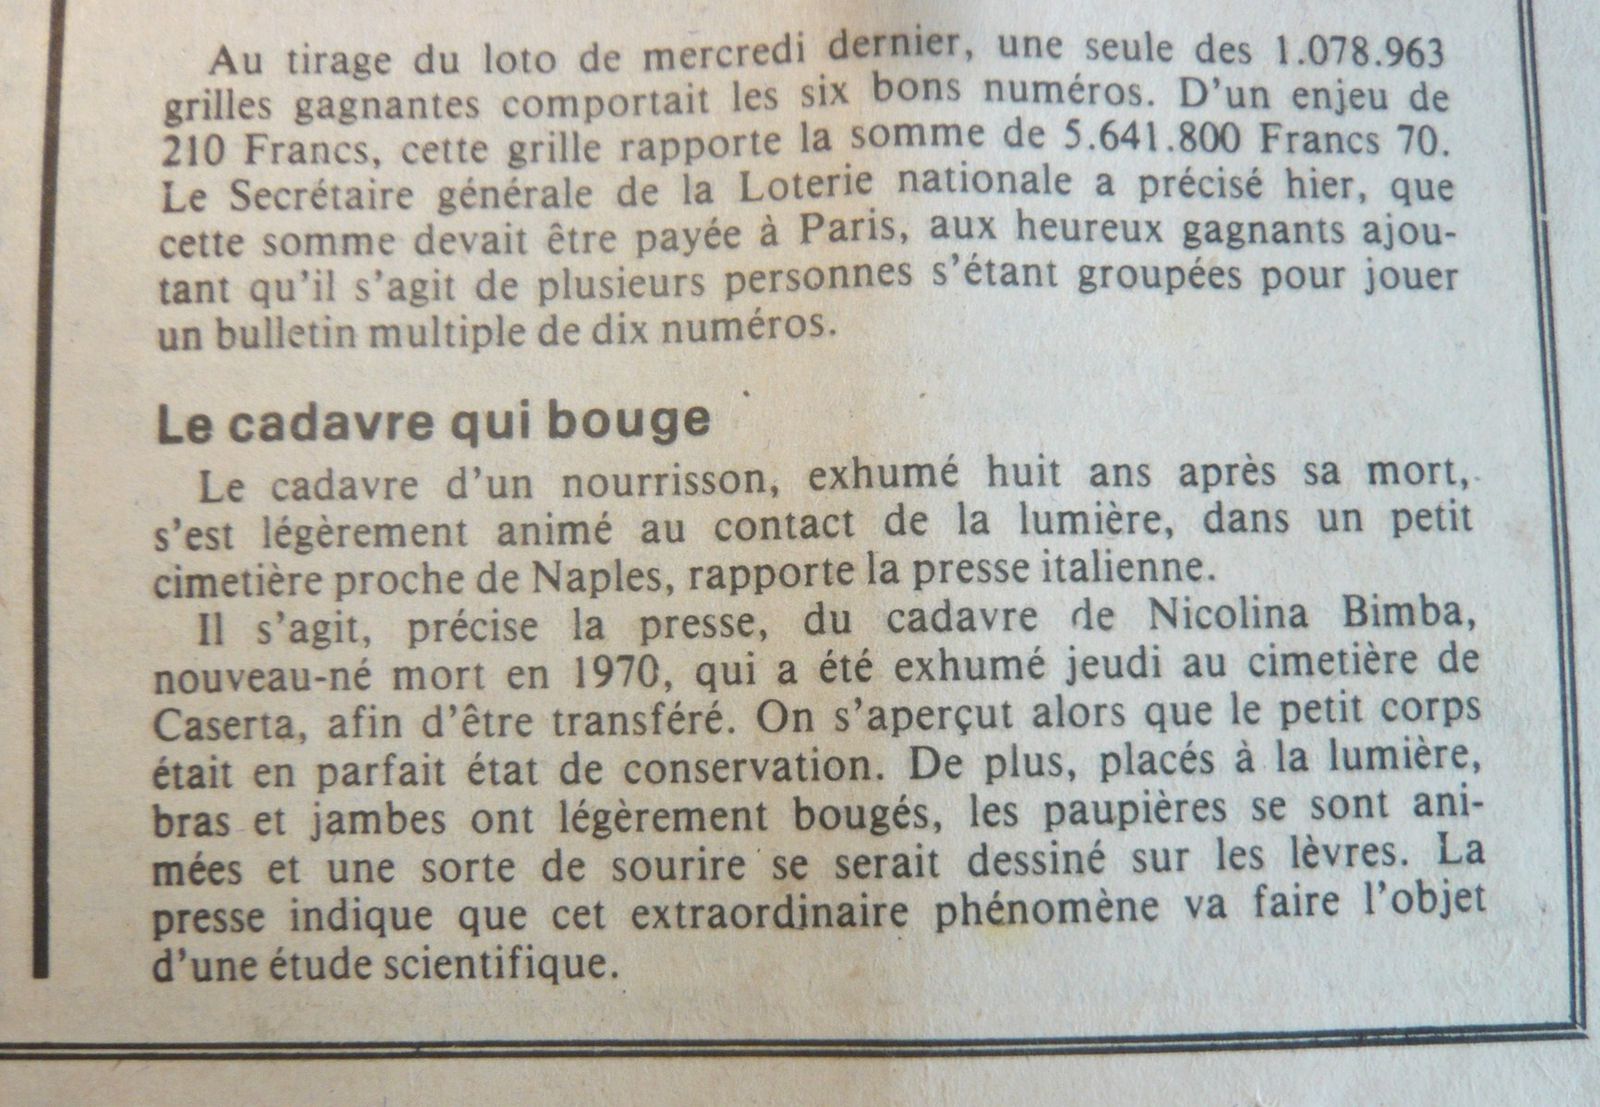 Au tirage du loto de mercredi dernier, une seule des 1.078.963
grilles gagnantes comportait les six bons numéros. D'un enjeu de
210 Francs, cette grille rapporte la somme de 5.641.800 Francs 70.
Le Secrétaire générale de la Loterie nationale a précisé hier, que
cette somme devait être payée à Paris, aux heureux gagnants ajou-
tant qu'il s'agit de plusieurs personnes s'étant groupées pour jouer
un bulletin multiple de dix numéros.
Le cadavre qui bouge
Le cadavre d'un nourrisson, exhumé huit ans après sa mort,
s'est légèrement animé au contact de la lumière, dans un petit
cimetière proche de Naples, rapporte la presse italienne.
Il s'agit, précise la presse, du cadavre de Nicolina Bimba,
nouveau-né mort en 1970, qui a été exhumé jeudi au cimetière de
Caserta, afin d'être transféré. On s'aperçut alors que le petit corps
était en parfait état de conservation. De plus, placés à la lumière,
bras et jambes ont légèrement bougés, les paupières se sont ani-
mées et une sorte de sourire se serait dessiné sur les lèvres. La
presse indique que cet extraordinaire phénomène va faire l'objet
d'une étude scientifique.